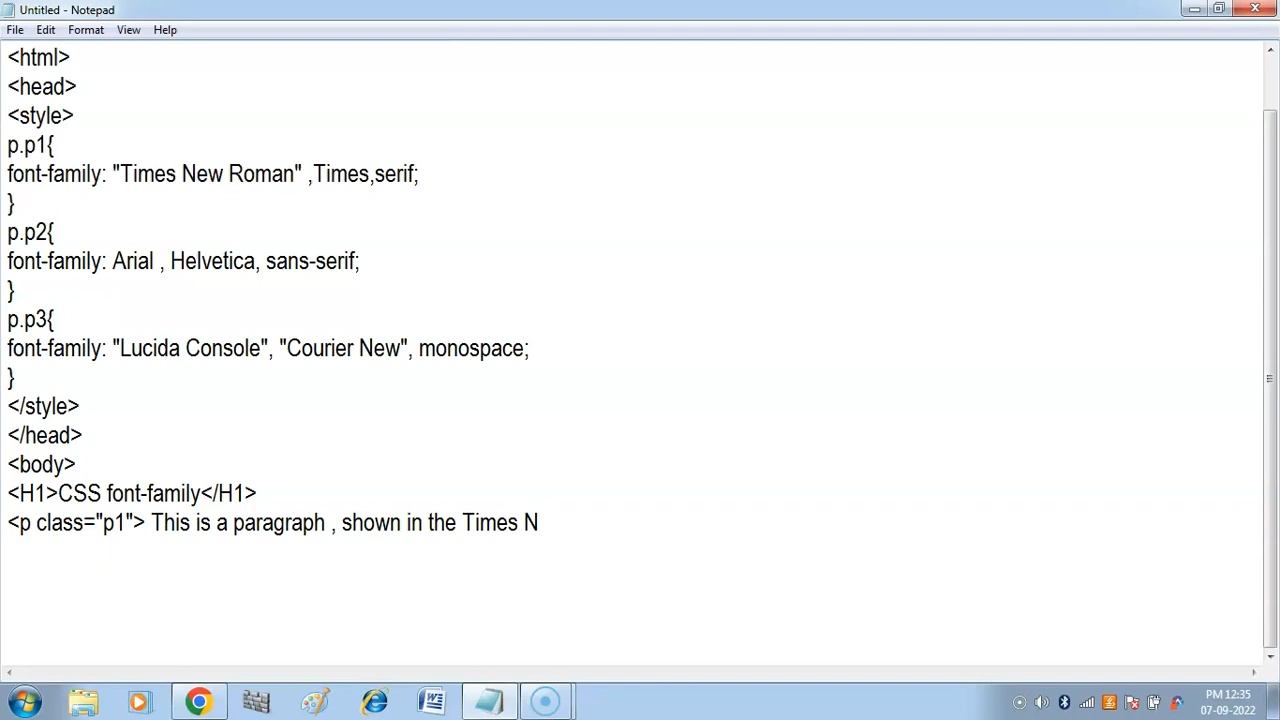 Untitled - Notepad
File Edit Format View Help
<html>
<head>
<style>
p.p1{
font-family: "Times New Roman" ,Times,serif;
}
p.p2{
font-family: Arial , Helvetica, sans-serif;
}
p.p3{
font-family: "Lucida Console", "Courier New", monospace;
}
</style>
</head>
<body>
<H1>CSS font-family</H1>
<p class="p1"> This is a paragraph , shown in the Times N
PM 12:35
07-09-2022